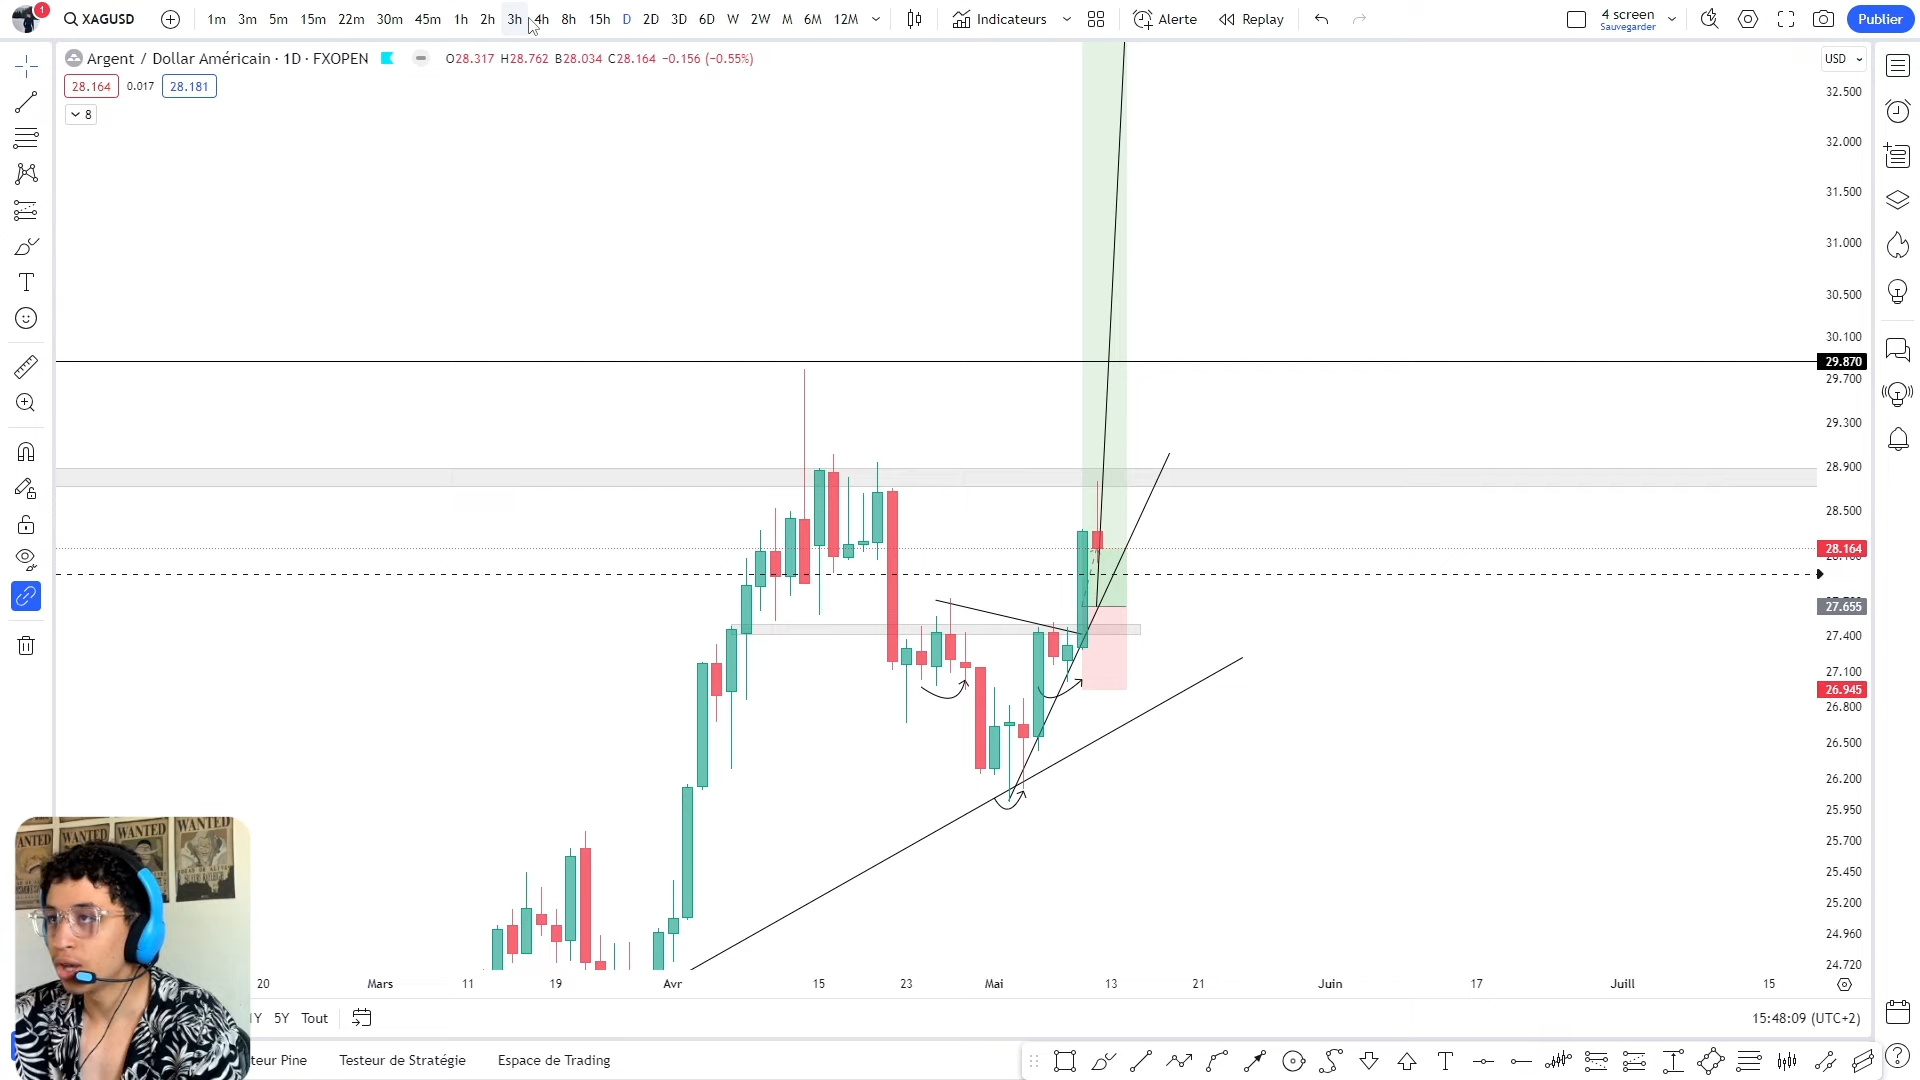 1
XAGUSD
1m 3m 5m 15m 22m 30m 45m 1h 2h 3h 4h 8h 15h D 2D 3D 6D W 2W M 6M 12M
Indicateurs
Alerte
Replay
4 screen
Sauvegarder
Publier
Argent / Dollar Américain · 1D · FXOPEN
O28.317 H28.762 B28.034 C28.164 −0.156 (−0.55%)
28.164 0.017 28.181
8
USD
32.500
32.000
31.500
31.000
30.500
30.100
29.870
29.700
29.300
28.900
28.500
28.164
27.655
27.400
27.100
26.945
26.800
26.500
26.200
25.950
25.700
25.450
25.200
24.960
24.720
WANTED WANTED WANTED WANTED
20 Mars 11 19 Avr 15 23 Mai 13 21 Juin 17 Juill 15
5Y Tout
15:48:09 (UTC+2)
teur Pine
Testeur de Stratégie
Espace de Trading